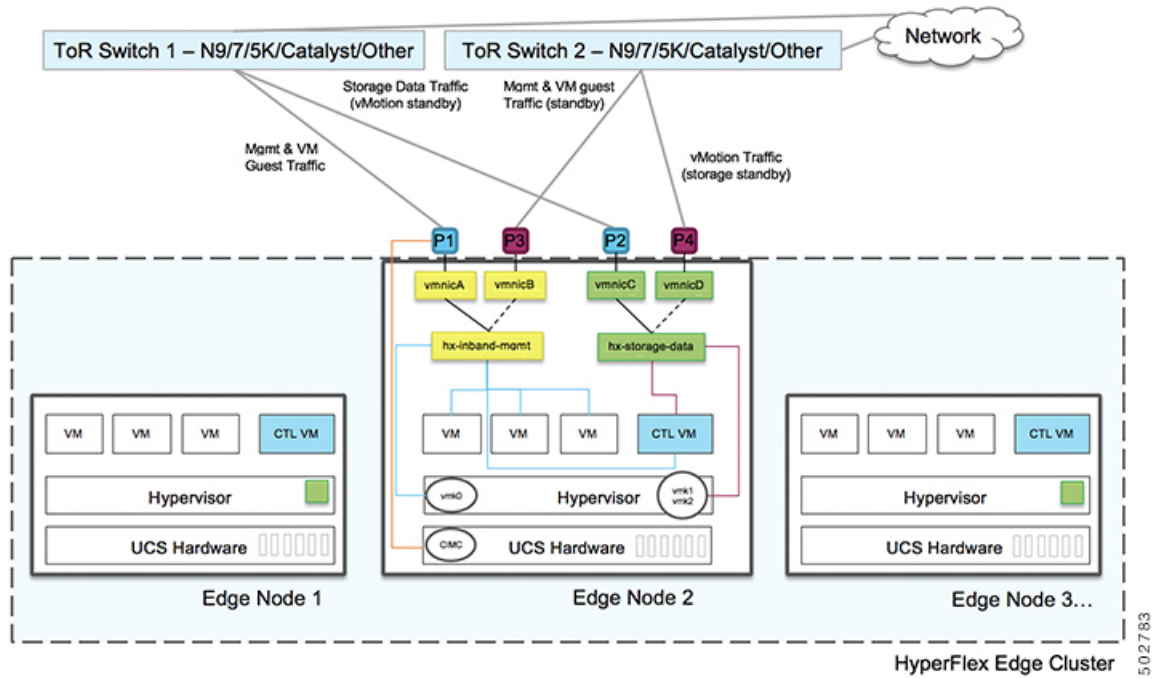 Network
ToR Switch 1 – N9/7/5K/Catalyst/Other
ToR Switch 2 – N9/7/5K/Catalyst/Other
Storage Data Traffic
(vMotion standby)
Mgmt & VM guest
Traffic (standby)
Mgmt & VM
Guest Traffic
vMotion Traffic
(storage standby)
P1
P3
P2
P4
vmnicA
vmnicB
vmnicC
vmnicD
hx-inband-mgmt
hx-storage-data
VM
VM
VM
CTL VM
Hypervisor
UCS Hardware
Edge Node 1
VM
VM
VM
CTL VM
vmk0
Hypervisor
vmk1
vmk2
CIMC
UCS Hardware
Edge Node 2
VM
VM
VM
CTL VM
Hypervisor
UCS Hardware
Edge Node 3...
HyperFlex Edge Cluster
502783